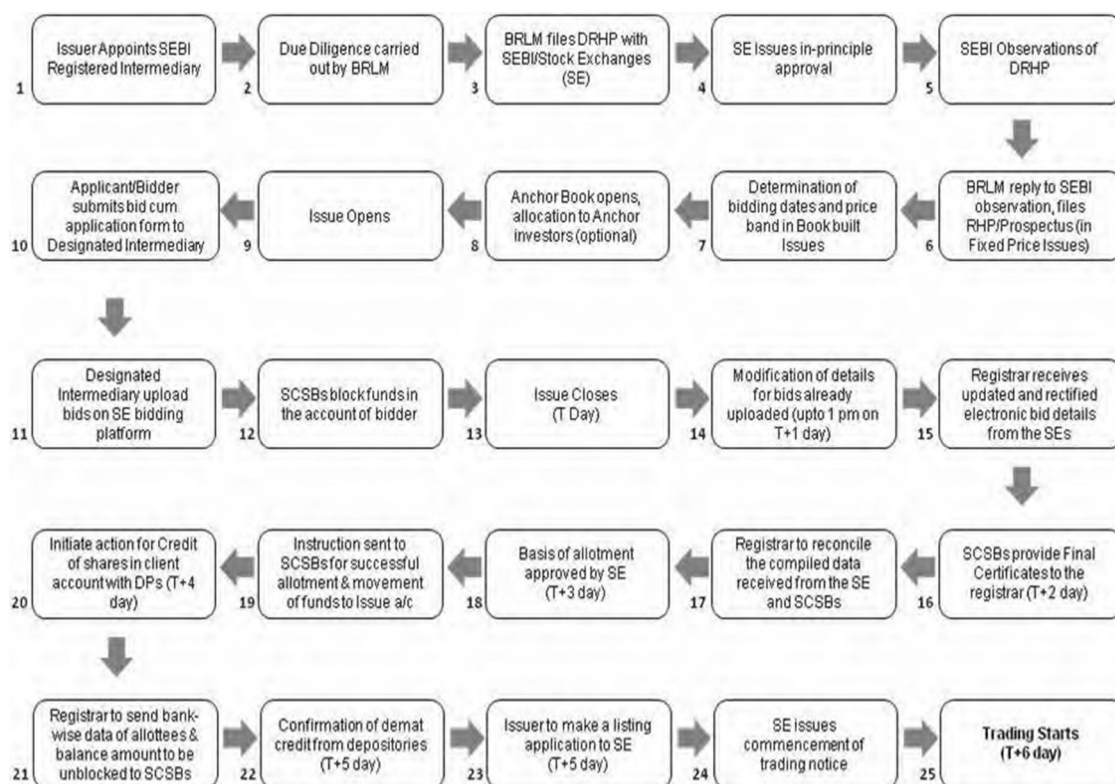 Issuer Appoints SEBI
Registered Intermediary
1
Due Diligence carried
out by BRLM
2
BRLM files DRHP with
SEBI/Stock Exchanges
(SE)
3
SE Issues in-principle
approval
4
SEBI Observations of
DRHP
5
BRLM reply to SEBI
observation, files
RHP/Prospectus (in
Fixed Price Issues)
6
Determination of
bidding dates and price
band in Book built
Issues
7
Anchor Book opens,
allocation to Anchor
investors (optional)
8
Issue Opens
9
Applicant/Bidder
submits bid cum
application form to
Designated Intermediary
10
Designated
Intermediary upload
bids on SE bidding
platform
11
SCSBs block funds in
the account of bidder
12
Issue Closes
(T Day)
13
Modification of details
for bids already
uploaded (upto 1 pm on
T+1 day)
14
Registrar receives
updated and rectified
electronic bid details
from the SEs
15
SCSBs provide Final
Certificates to the
registrar (T+2 day)
16
Registrar to reconcile
the compiled data
received from the SE
and SCSBs
17
Basis of allotment
approved by SE
(T+3 day)
18
Instruction sent to
SCSBs for successful
allotment & movement
of funds to Issue a/c
19
Initiate action for Credit
of shares in client
account with DPs (T+4
day)
20
Registrar to send bank-
wise data of allottees &
balance amount to be
unblocked to SCSBs
21
Confirmation of demat
credit from depositories
(T+5 day)
22
Issuer to make a listing
application to SE
(T+5 day)
23
SE Issues
commencement of
trading notice
24
Trading Starts
(T+6 day)
25